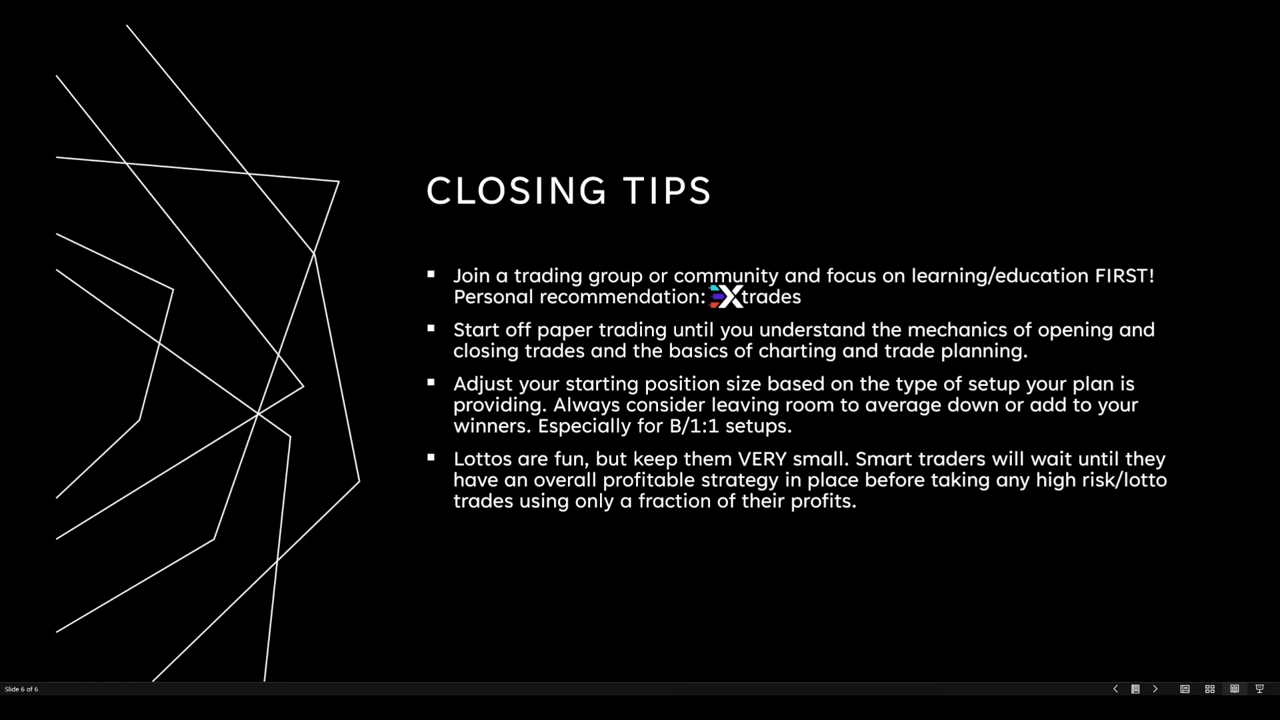 CLOSING TIPS
▪ Join a trading group or community and focus on learning/education FIRST!
Personal recommendation: Xtrades
▪ Start off paper trading until you understand the mechanics of opening and
closing trades and the basics of charting and trade planning.
▪ Adjust your starting position size based on the type of setup your plan is
providing. Always consider leaving room to average down or add to your
winners. Especially for B/1:1 setups.
▪ Lottos are fun, but keep them VERY small. Smart traders will wait until they
have an overall profitable strategy in place before taking any high risk/lotto
trades using only a fraction of their profits.
Slide 6 of 6